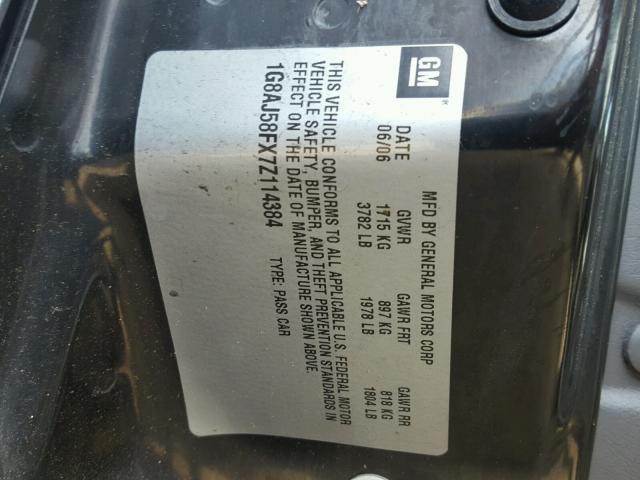 GM
MFD BY GENERAL MOTORS CORP
DATE GVWR GAWR FRT GAWR RR
06/06 1715 KG 897 KG 818 KG
3782 LB 1978 LB 1804 LB
THIS VEHICLE CONFORMS TO ALL APPLICABLE U.S. FEDERAL MOTOR
VEHICLE SAFETY, BUMPER, AND THEFT PREVENTION STANDARDS IN
EFFECT ON THE DATE OF MANUFACTURE SHOWN ABOVE.
1G8AJ58FX7Z114384 TYPE: PASS CAR